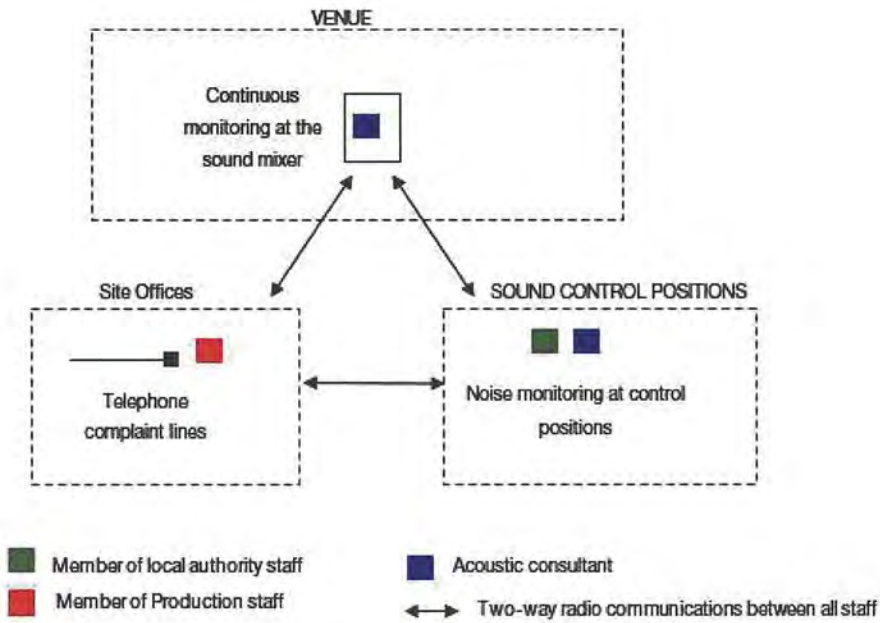 VENUE
Continuous
monitoring at the
sound mixer
Site Offices
SOUND CONTROL POSITIONS
Telephone
complaint lines
Noise monitoring at control
positions
Member of local authority staff
Acoustic consultant
Member of Production staff
Two-way radio communications between all staff